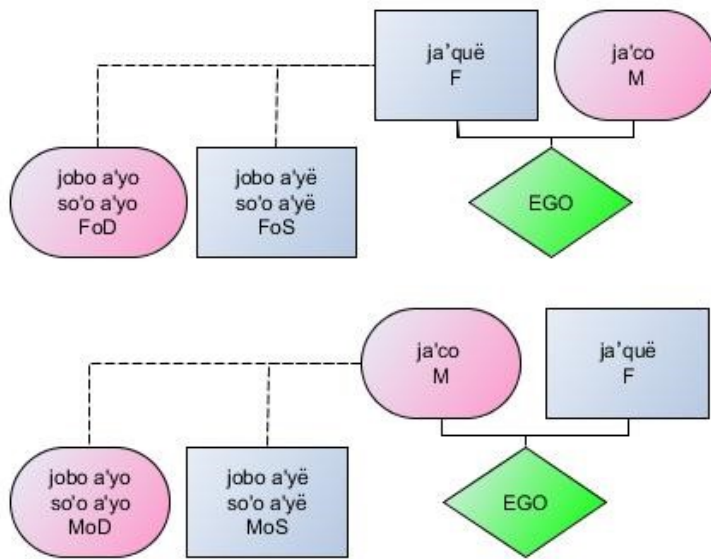 ja'quë
F
ja'co
M
jobo a'yo
so'o a'yo
FoD
jobo a'yë
so'o a'yë
FoS
EGO
ja'co
M
ja'quë
F
jobo a'yo
so'o a'yo
MoD
jobo a'yë
so'o a'yë
MoS
EGO